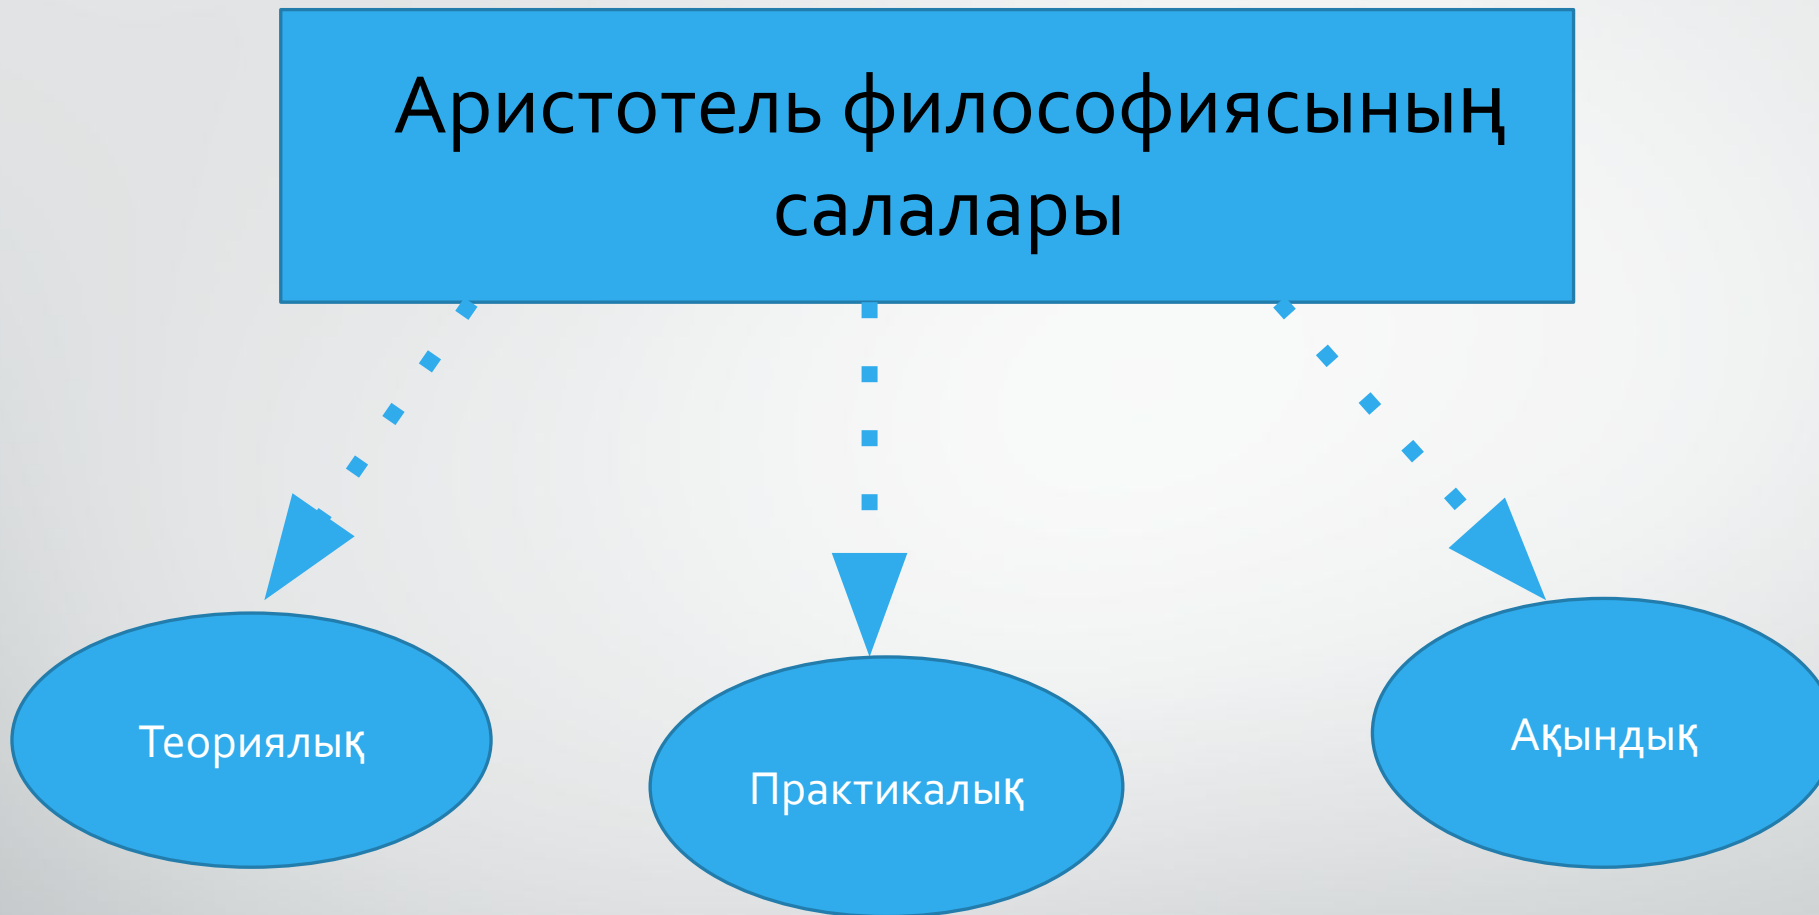 Аристотель философиясының
салалары
Теориялық
Практикалық
Ақындық